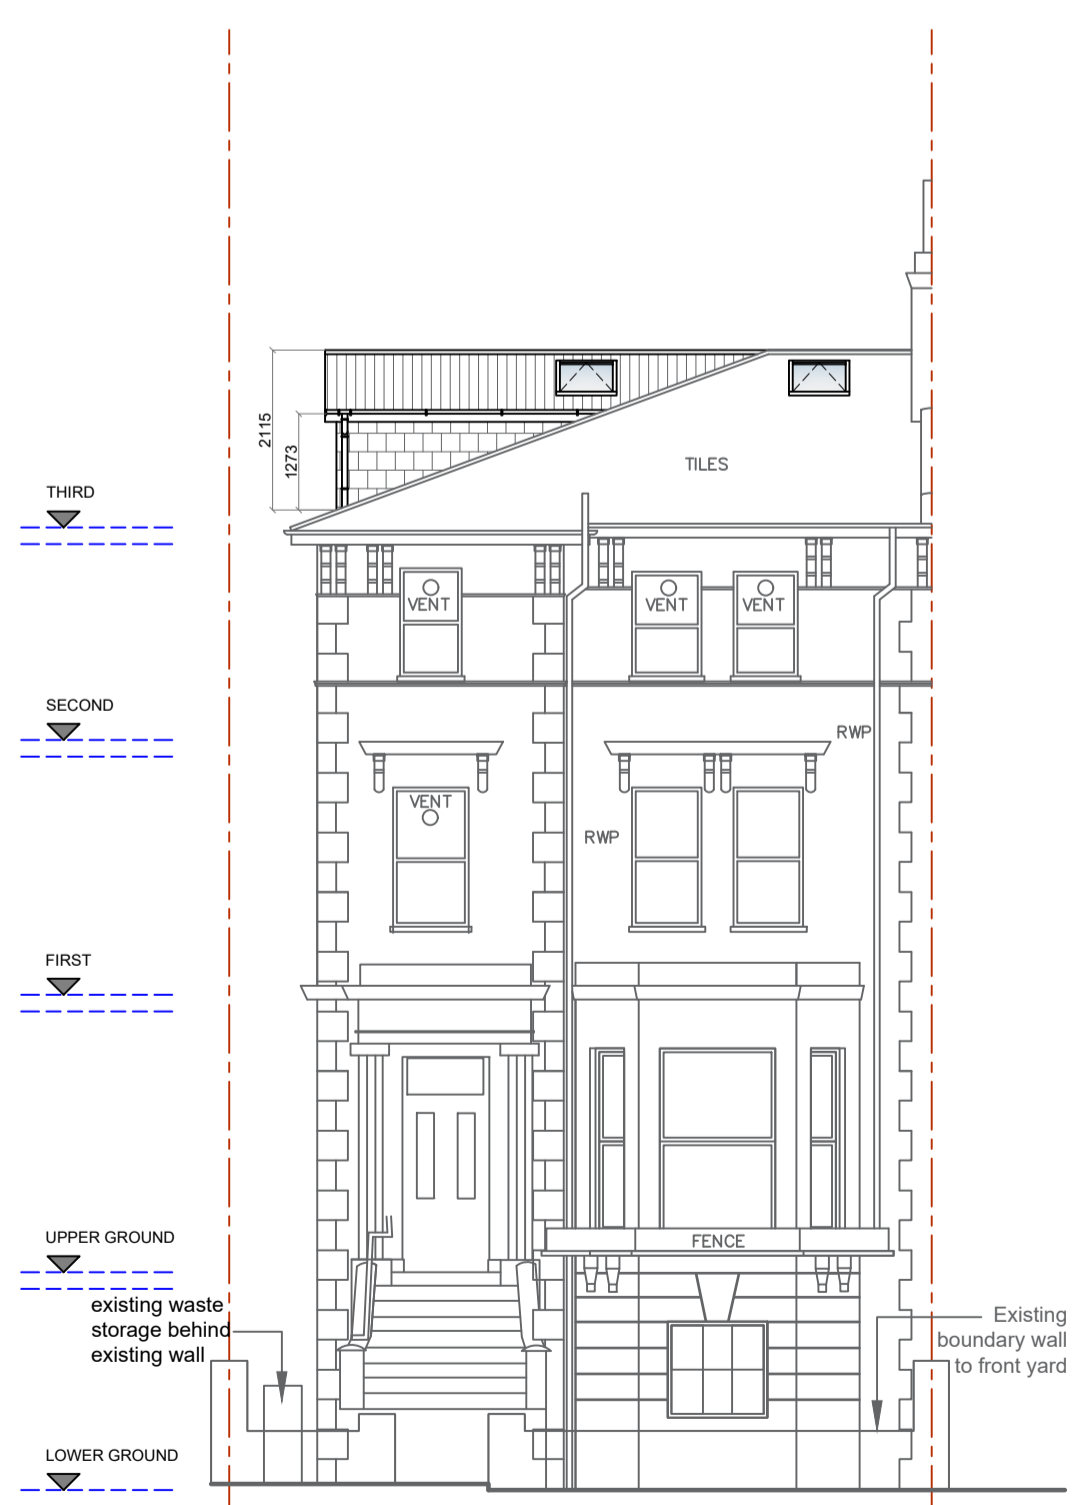 2115
1273
TILES
THIRD
VENT
VENT
VENT
SECOND
RWP
VENT
RWP
FIRST
UPPER GROUND
FENCE
existing waste
storage behind
existing wall
Existing
boundary wall
to front yard
LOWER GROUND